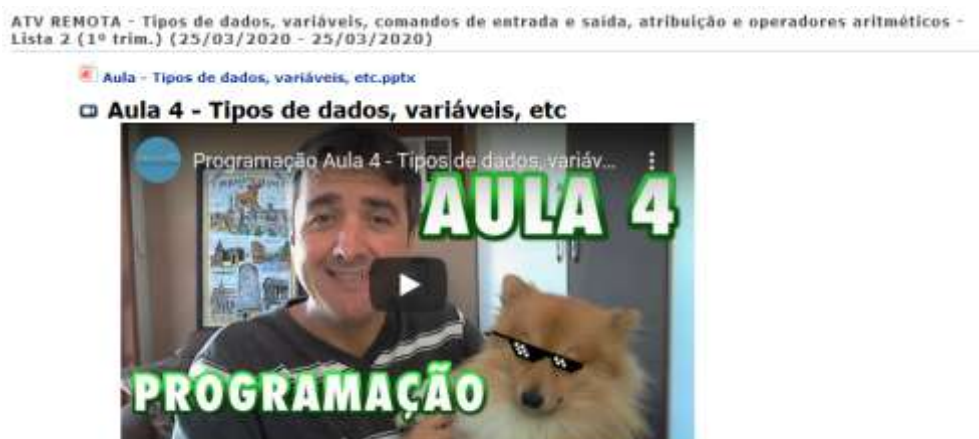 ATV REMOTA - Tipos de dados, variáveis, comandos de entrada e saída, atribuição e operadores aritméticos -
Lista 2 (1º trim.) (25/03/2020 - 25/03/2020)
Aula - Tipos de dados, variáveis, etc.pptx
Aula 4 - Tipos de dados, variáveis, etc
Programação Aula 4 - Tipos de dados, variáv...
AULA 4
PROGRAMAÇÃO